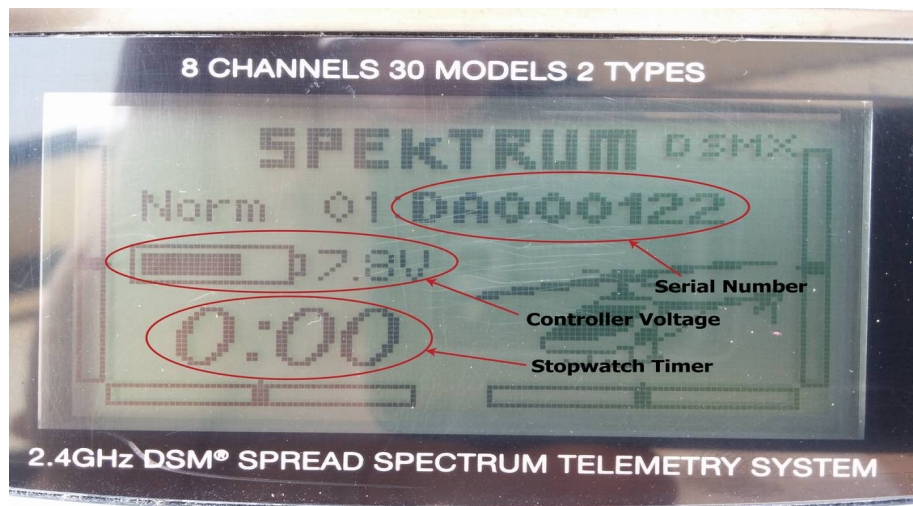 8 CHANNELS 30 MODELS 2 TYPES
SPEKTRUM DSMX
Norm 01:DA000122
7.8V
Serial Number
Controller Voltage
0:00
Stopwatch Timer
2.4GHz DSM® SPREAD SPECTRUM TELEMETRY SYSTEM